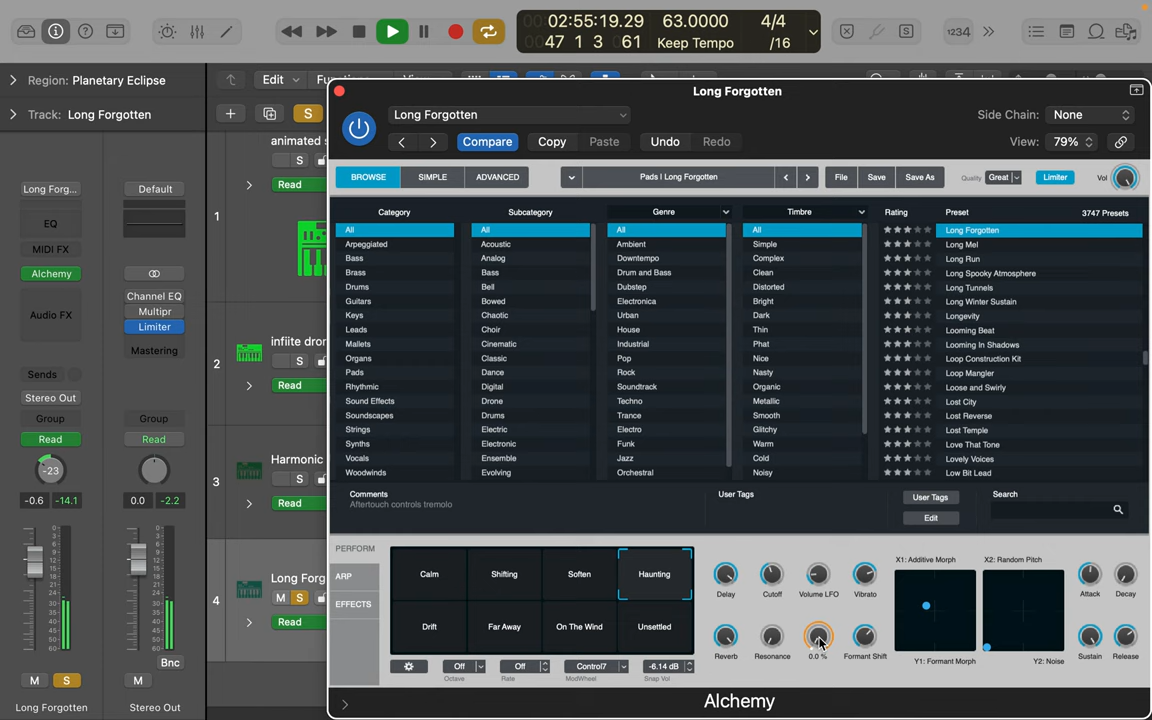 02:55:19.29 63.0000 4/4
47 1 3 061 Keep Tempo /16
1234
Region: Planetary Eclipse
Track: Long Forgotten
Edit
Long Forgotten
Long Forgotten
Side Chain: None
Compare Copy Paste Undo Redo
View: 79%
BROWSE SIMPLE ADVANCED
Pads | Long Forgotten
File Save Save As
Quality Great Limiter Vol
Category Subcategory Genre Timbre Rating Preset 3747 Presets
All All All All Long Forgotten
Arpeggiated Acoustic Ambient Simple Long Mel
Bass Analog Downtempo Complex Long Run
Brass Bass Drum and Bass Clean Long Spooky Atmosphere
Drums Bell Dubstep Distorted Long Tunnels
Guitars Bowed Electronica Bright Long Winter Sustain
Keys Chaotic Urban Dark Longevity
Leads Choir House Thin Looming Beat
Mallets Cinematic Industrial Phat Looming In Shadows
Organs Classic Pop Nice Loop Construction Kit
Pads Dance Rock Nasty Loop Mangler
Rhythmic Digital Soundtrack Organic Loose and Swirly
Sound Effects Drone Techno Metallic Lost City
Soundscapes Drums Trance Smooth Lost Reverse
Strings Electric Electro Glitchy Lost Temple
Synths Electronic Funk Warm Love That Tone
Vocals Ensemble Jazz Cold Lovely Voices
Woodwinds Evolving Orchestral Noisy Low Bit Lead
Comments User Tags User Tags Search
Aftertouch controls tremolo
Edit
PERFORM
ARP
EFFECTS
Calm Shifting Soften Haunting
Drift Far Away On The Wind Unsettled
Off Off Control7 -6.14 dB
Octave Rate ModWheel Snap Vol
Delay Cutoff Volume LFO Vibrato
Reverb Resonance 0.0 % Formant Shift
X1: Additive Morph X2: Random Pitch
Y1: Formant Morph Y2: Noise
Attack Decay
Sustain Release
Alchemy
Long Forg... Default
EQ
MIDI FX
Alchemy
Channel EQ
Audio FX Multipr
Limiter
Mastering
Sends
Stereo Out
Group Group
Read Read
-23
-0.6 -14.1 0.0 -2.2
Bnc
M S M
Long Forgotten Stereo Out
S
1
animated s
S
Read
2
infiite dron
S
Read
3
Harmonic
S
Read
4
Long Forg
M S
Read